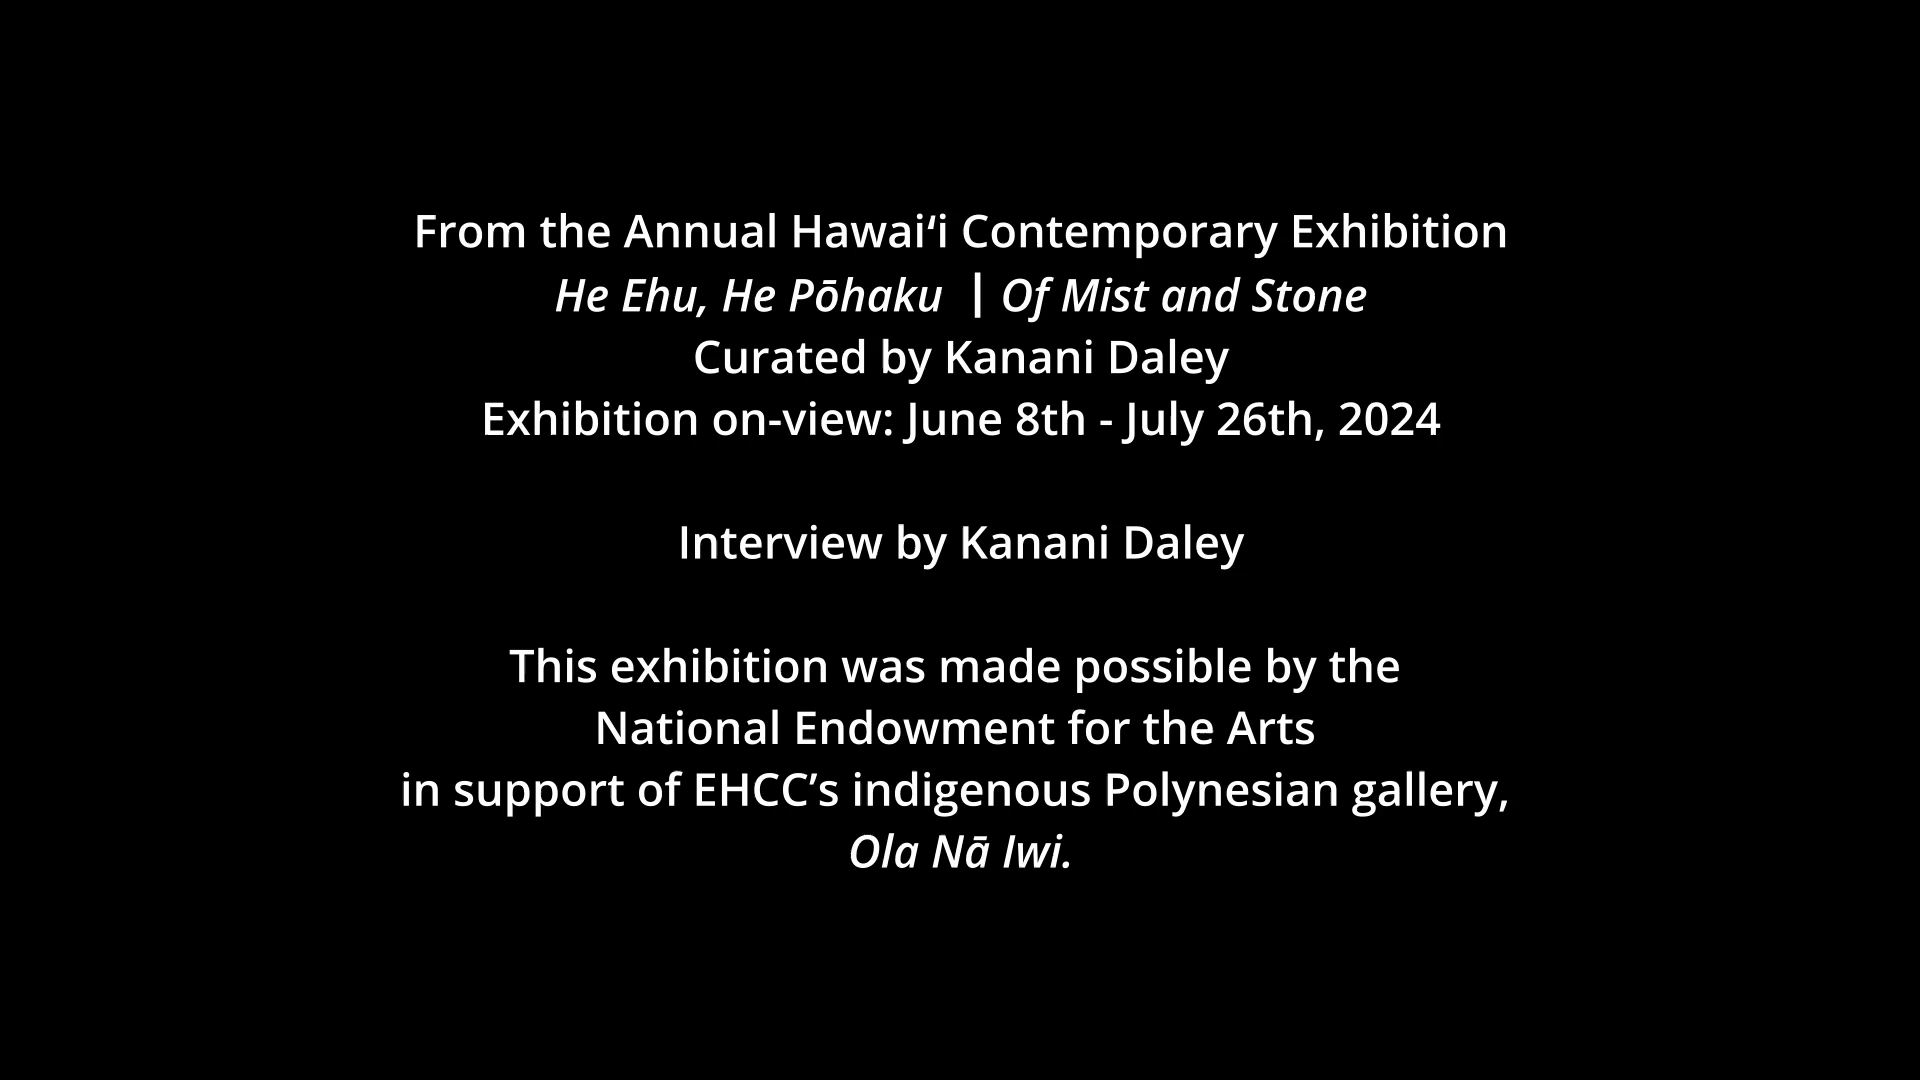 From the Annual Hawaiʻi Contemporary Exhibition
He Ehu, He Pōhaku | Of Mist and Stone
Curated by Kanani Daley
Exhibition on-view: June 8th - July 26th, 2024
Interview by Kanani Daley
This exhibition was made possible by the
National Endowment for the Arts
in support of EHCC’s indigenous Polynesian gallery,
Ola Nā Iwi.